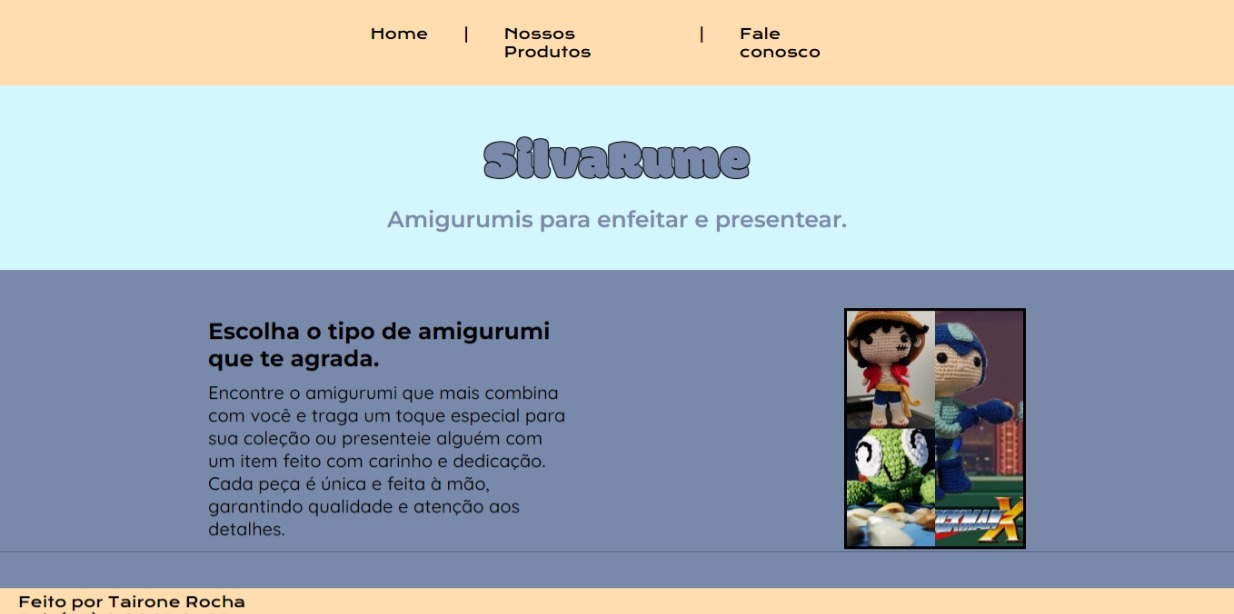 Home | Nossos Produtos | Fale conosco
SilvaRume
Amigurumis para enfeitar e presentear.
Escolha o tipo de amigurumi
que te agrada.
Encontre o amigurumi que mais combina
com você e traga um toque especial para
sua coleção ou presenteie alguém com
um item feito com carinho e dedicação.
Cada peça é única e feita à mão,
garantindo qualidade e atenção aos
detalhes.
X
Feito por Tairone Rocha